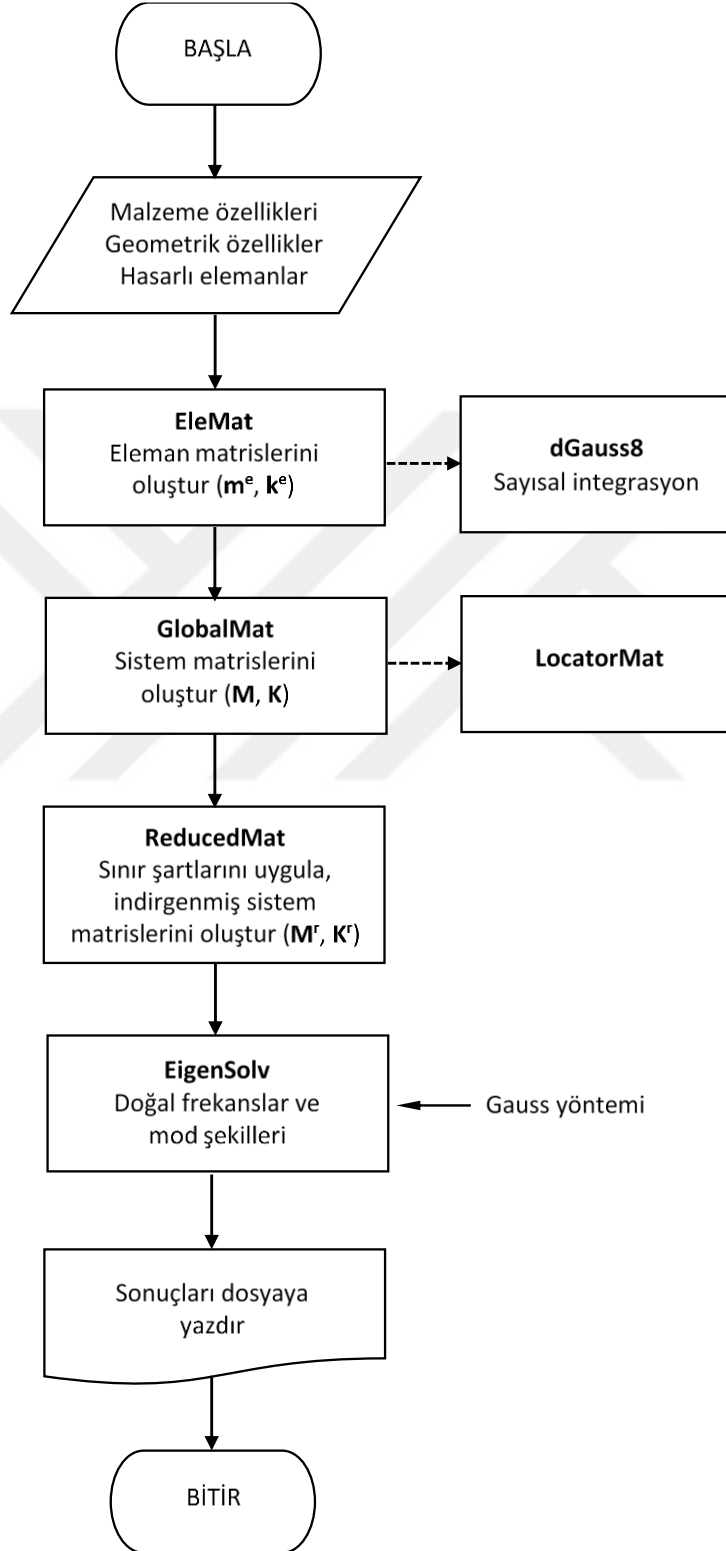 BAŞLA
Malzeme özellikleri
Geometrik özellikler
Hasarlı elemanlar
EleMat
Eleman matrislerini
oluştur (mᵉ, kᵉ)
dGauss8
Sayısal integrasyon
GlobalMat
Sistem matrislerini
oluştur (M, K)
LocatorMat
ReducedMat
Sınır şartlarını uygula,
indirgenmiş sistem
matrislerini oluştur (Mʳ, Kʳ)
EigenSolv
Doğal frekanslar ve
mod şekilleri
Gauss yöntemi
Sonuçları dosyaya
yazdır
BİTİR